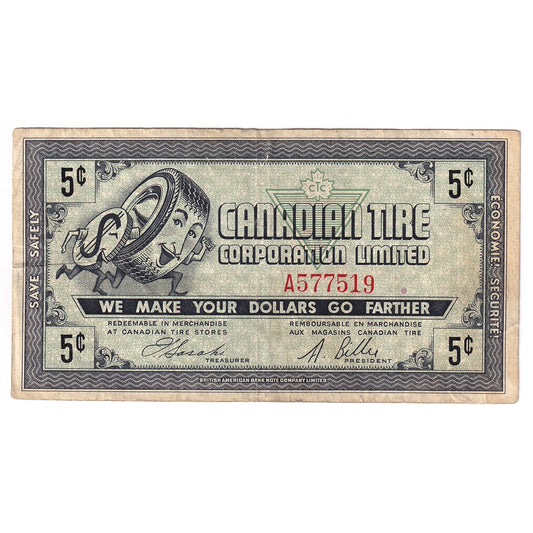 5¢
5¢
CTC
CANADIAN TIRE
CORPORATION LIMITED
A577519
WE MAKE YOUR DOLLARS GO FARTHER
REDEEMABLE IN MERCHANDISE
AT CANADIAN TIRE STORES
REMBOURSABLE EN MARCHANDISE
AUX MAGASINS CANADIAN TIRE
5¢
5¢
TREASURER
PRESIDENT
BRITISH AMERICAN BANK NOTE COMPANY LIMITED
SAVE SAFELY
ECONOMIE! SÉCURITÉ!
$